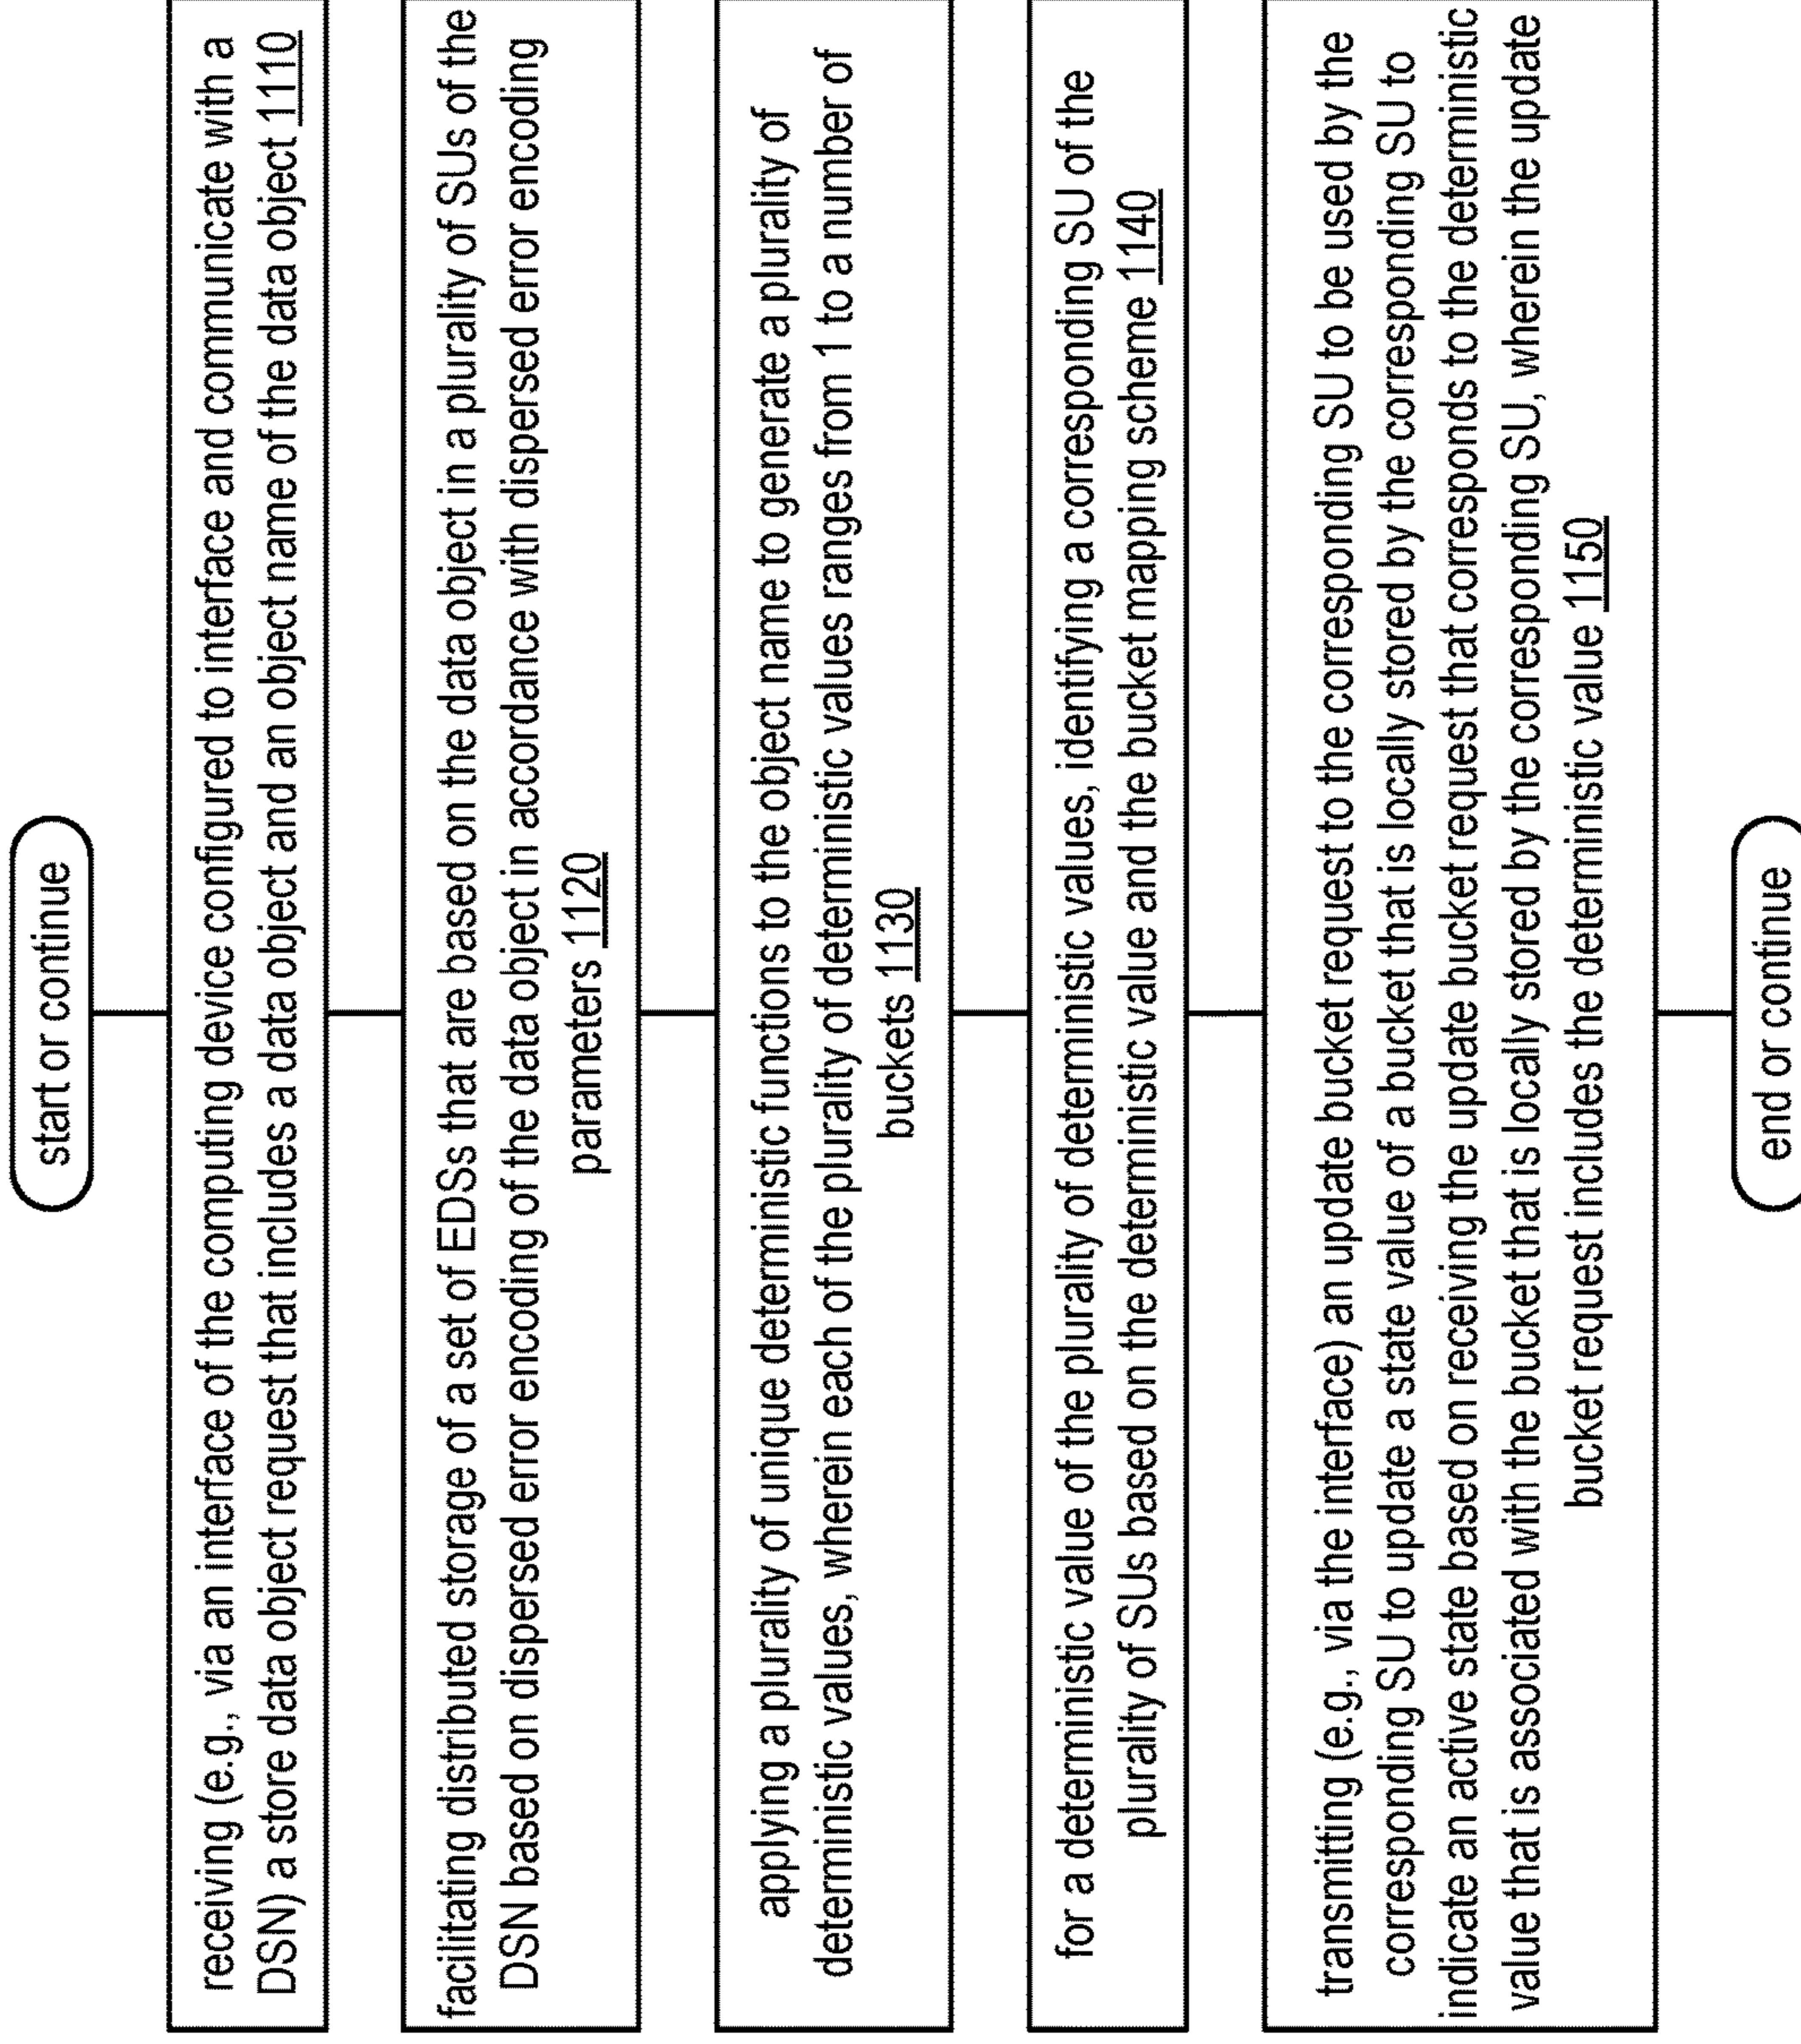 start or continue
receiving (e.g., via an interface of the computing device configured to interface and communicate with a
DSN) a store data object request that includes a data object and an object name of the data object 1110
facilitating distributed storage of a set of EDSs that are based on the data object in a plurality of SUs of the
DSN based on dispersed error encoding of the data object in accordance with dispersed error encoding
parameters 1120
applying a plurality of unique deterministic functions to the object name to generate a plurality of
deterministic values, wherein each of the plurality of deterministic values ranges from 1 to a number of
buckets 1130
for a deterministic value of the plurality of deterministic values, identifying a corresponding SU of the
plurality of SUs based on the deterministic value and the bucket mapping scheme 1140
transmitting (e.g., via the interface) an update bucket request to the corresponding SU to be used by the
corresponding SU to update a state value of a bucket that is locally stored by the corresponding SU to
indicate an active state based on receiving the update bucket request that corresponds to the deterministic
value that is associated with the bucket that is locally stored by the corresponding SU, wherein the update
bucket request includes the deterministic value 1150
end or continue